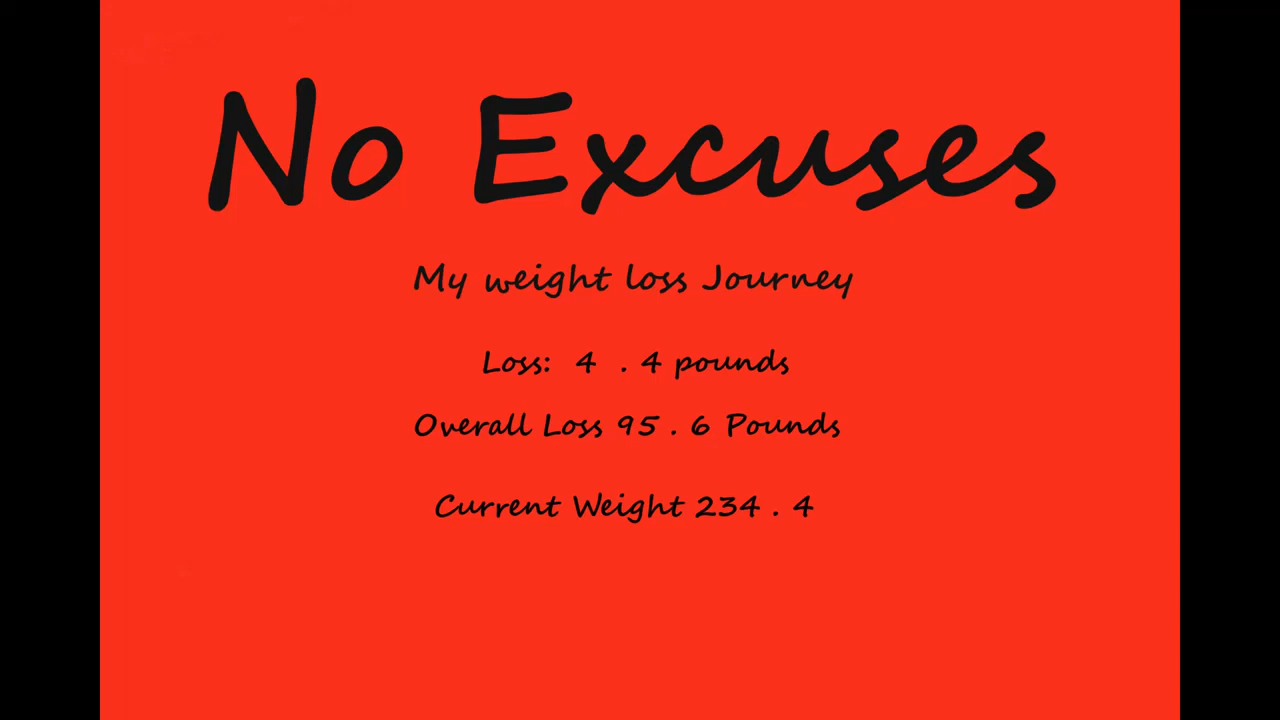 No Excuses
My weight loss Journey
Loss: 4 . 4 pounds
Overall Loss 95 . 6 Pounds
Current Weight 234 . 4